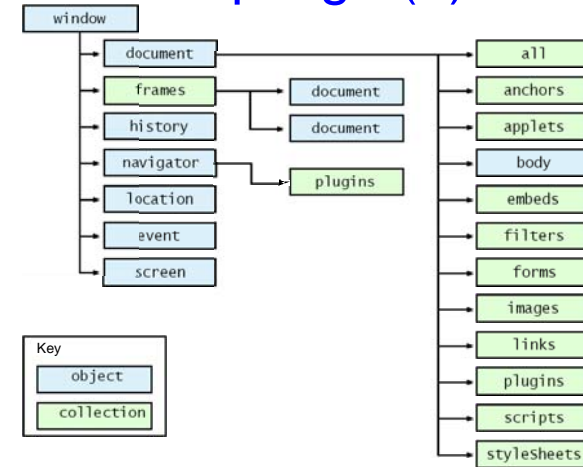 window
document
frames
history
navigator
location
event
screen
document
document
plugins
all
anchors
applets
body
embeds
filters
forms
images
links
plugins
scripts
styleSheets
Key
object
collection